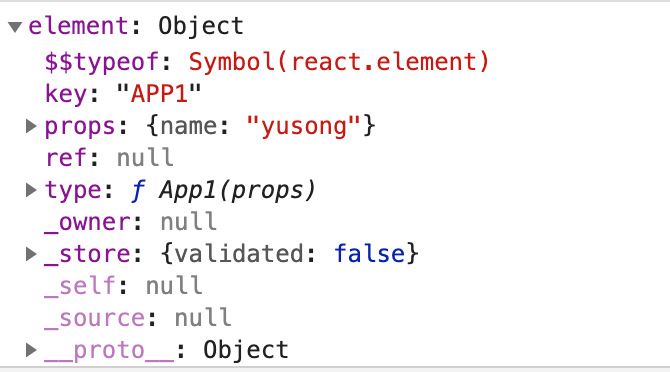 element: Object
$$typeof: Symbol(react.element)
key: "APP1"
props: {name: "yusong"}
ref: null
type: ƒ App1(props)
_owner: null
_store: {validated: false}
_self: null
_source: null
__proto__: Object